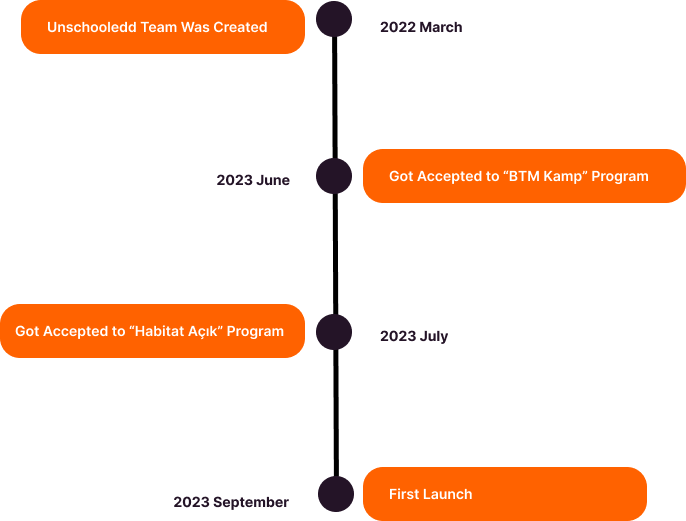 Unschooledd Team Was Created
2022 March
2023 June
Got Accepted to “BTM Kamp” Program
Got Accepted to “Habitat Açık” Program
2023 July
2023 September
First Launch